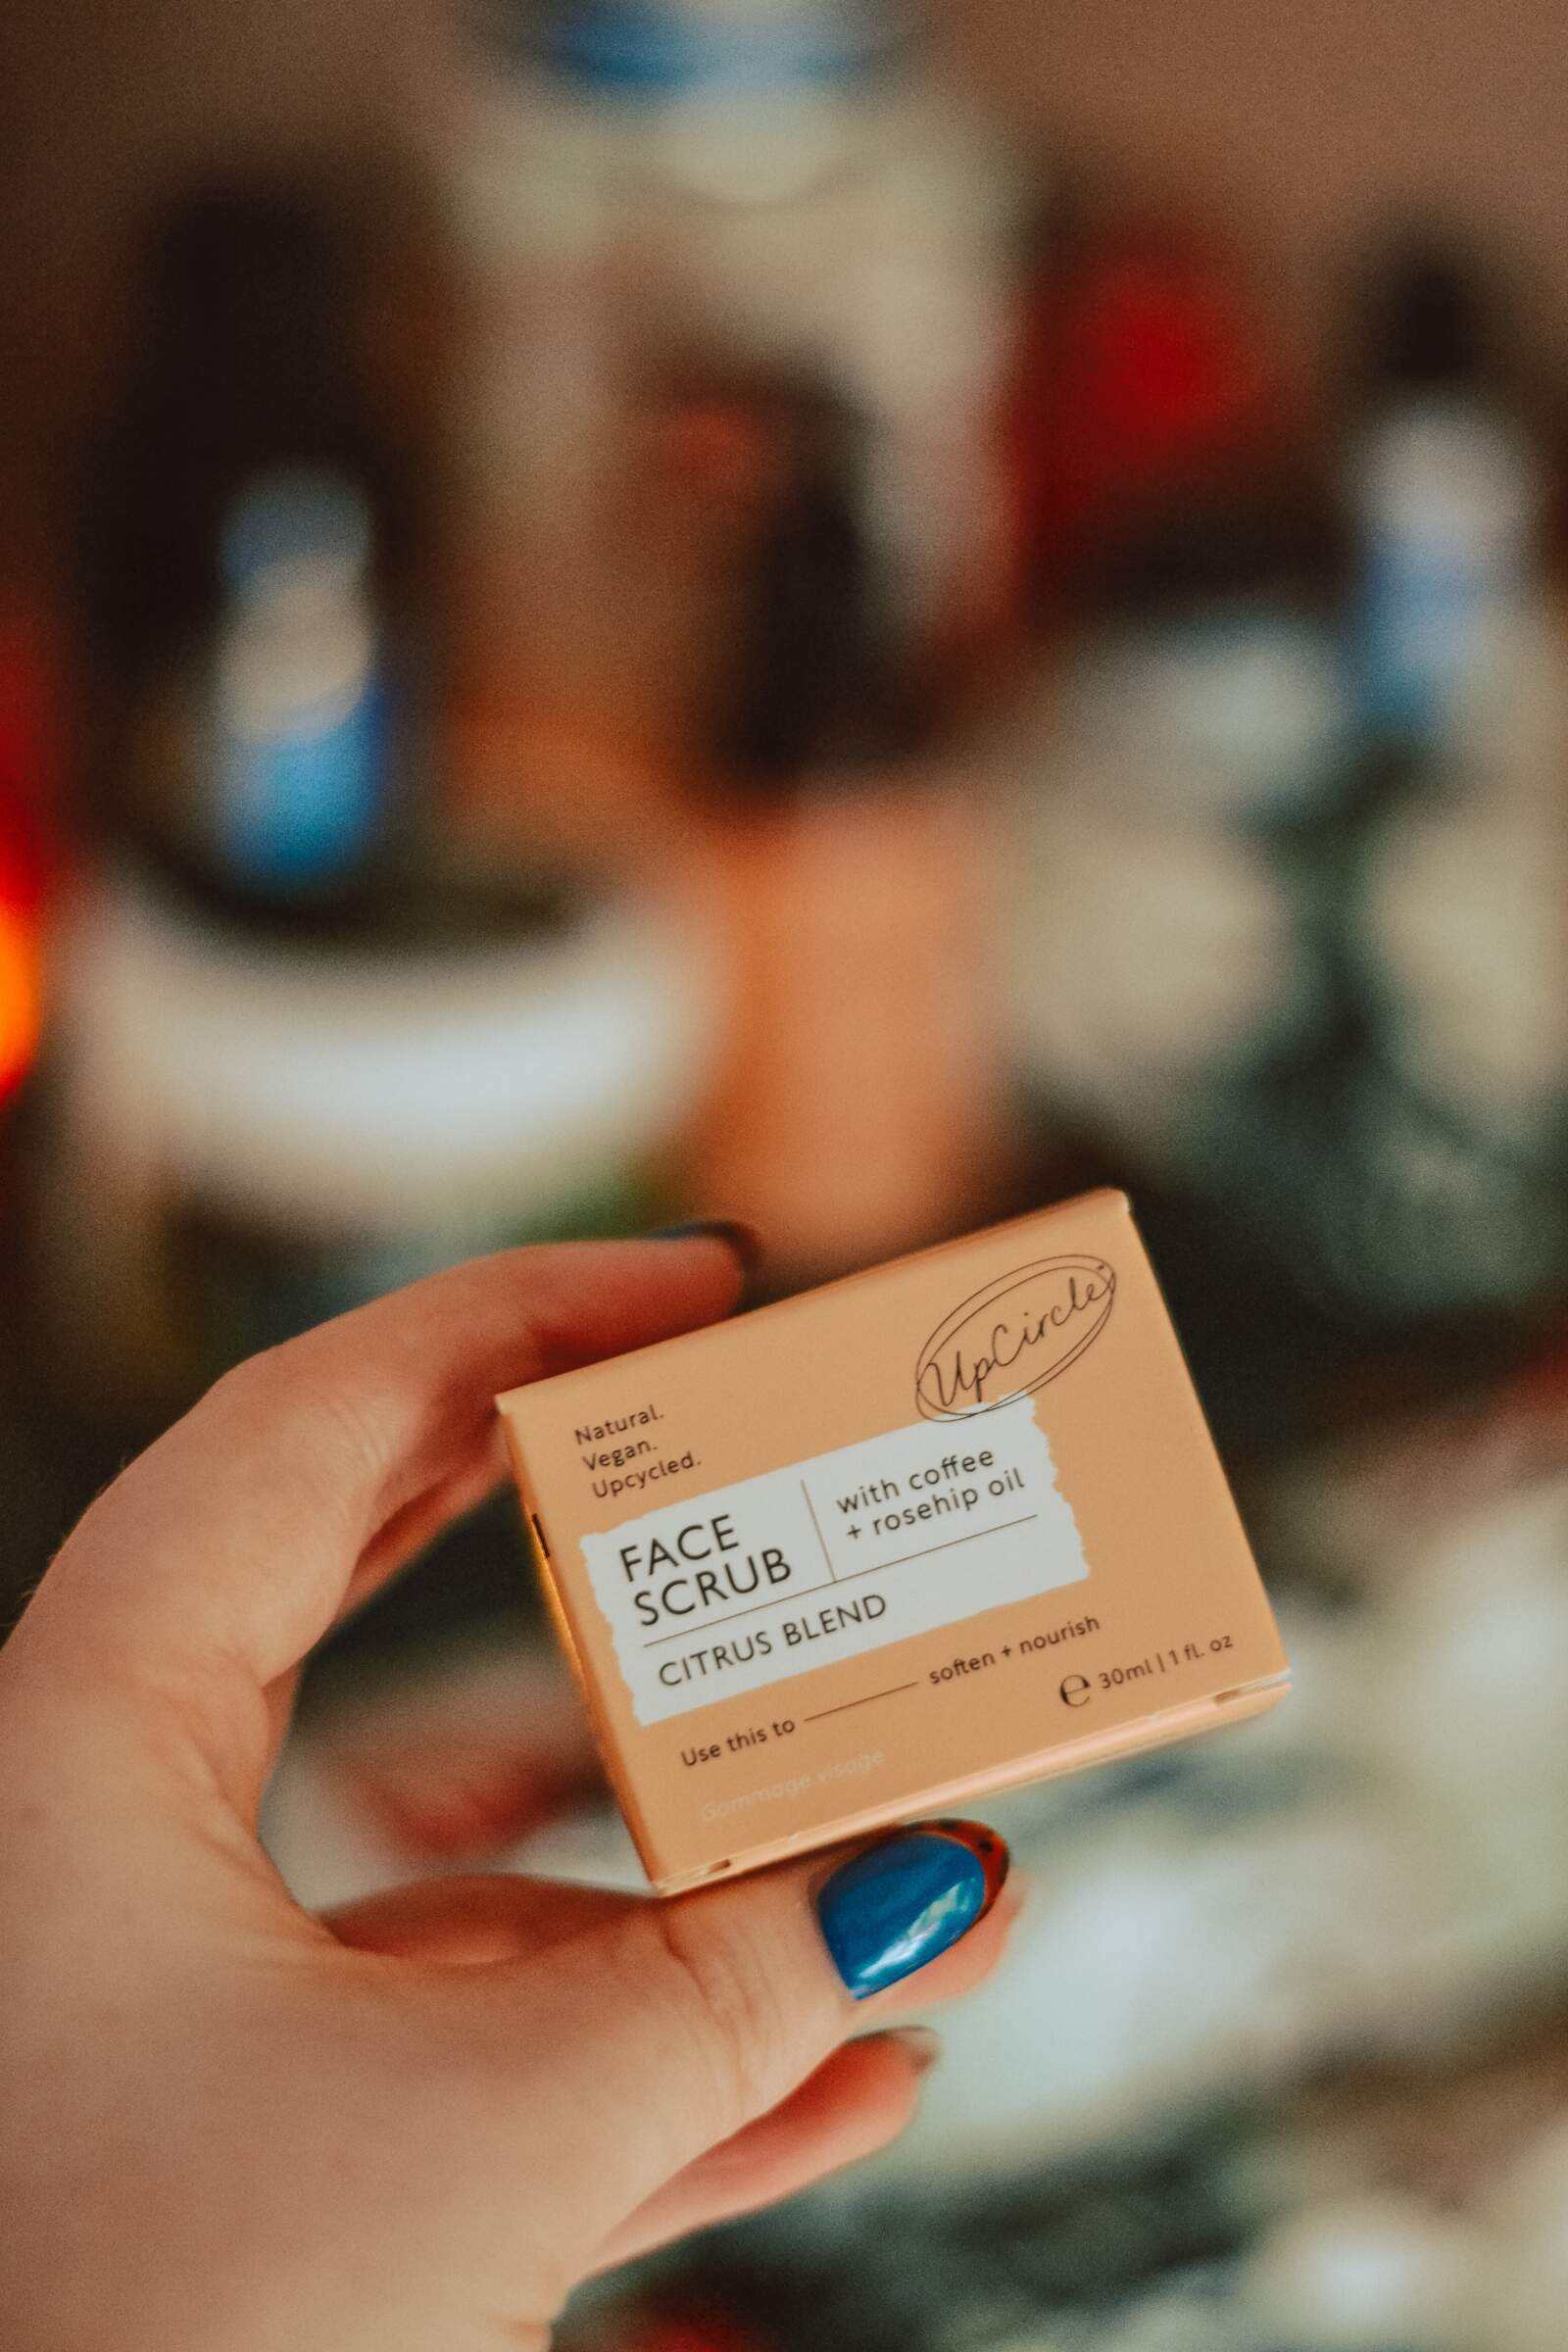 UpCircle
Natural.
Vegan.
Upcycled.
FACE
SCRUB
with coffee
+ rosehip oil
CITRUS BLEND
Use this to soften + nourish
℮ 30ml | 1 fl. oz
Gommage visage